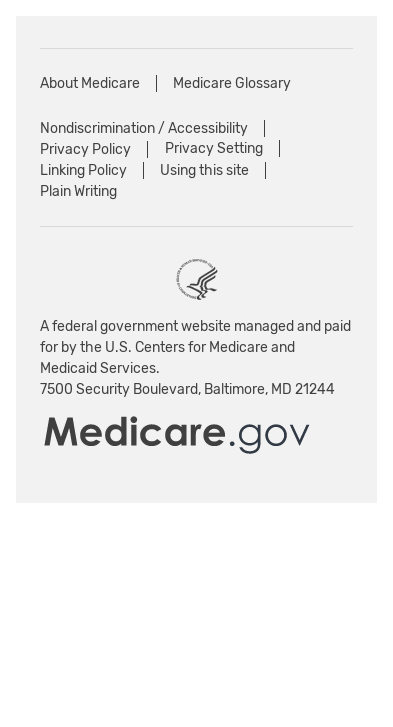 About Medicare | Medicare Glossary
Nondiscrimination / Accessibility |
Privacy Policy | Privacy Setting |
Linking Policy | Using this site |
Plain Writing
A federal government website managed and paid
for by the U.S. Centers for Medicare and
Medicaid Services.
7500 Security Boulevard, Baltimore, MD 21244
Medicare.gov